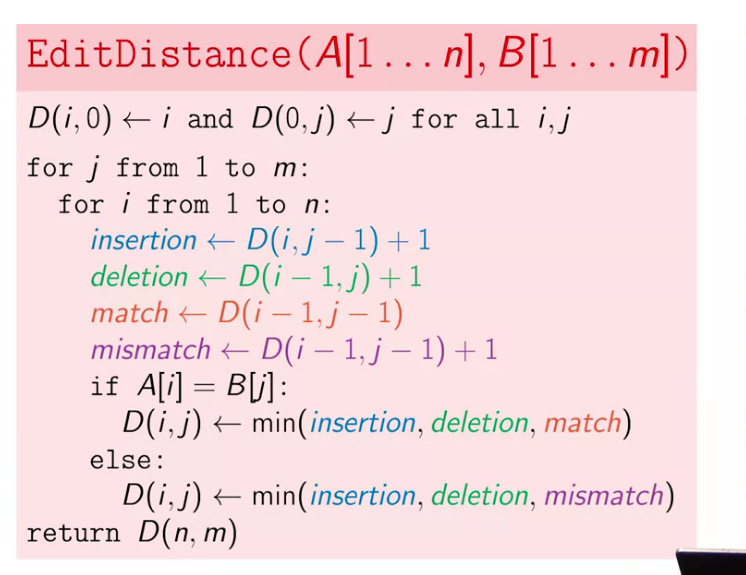 EditDistance(A[1 ... n], B[1 ... m])
D(i, 0) ← i and D(0, j) ← j for all i, j
for j from 1 to m:
for i from 1 to n:
insertion ← D(i, j − 1) + 1
deletion ← D(i − 1, j) + 1
match ← D(i − 1, j − 1)
mismatch ← D(i − 1, j − 1) + 1
if A[i] = B[j]:
D(i, j) ← min(insertion, deletion, match)
else:
D(i, j) ← min(insertion, deletion, mismatch)
return D(n, m)